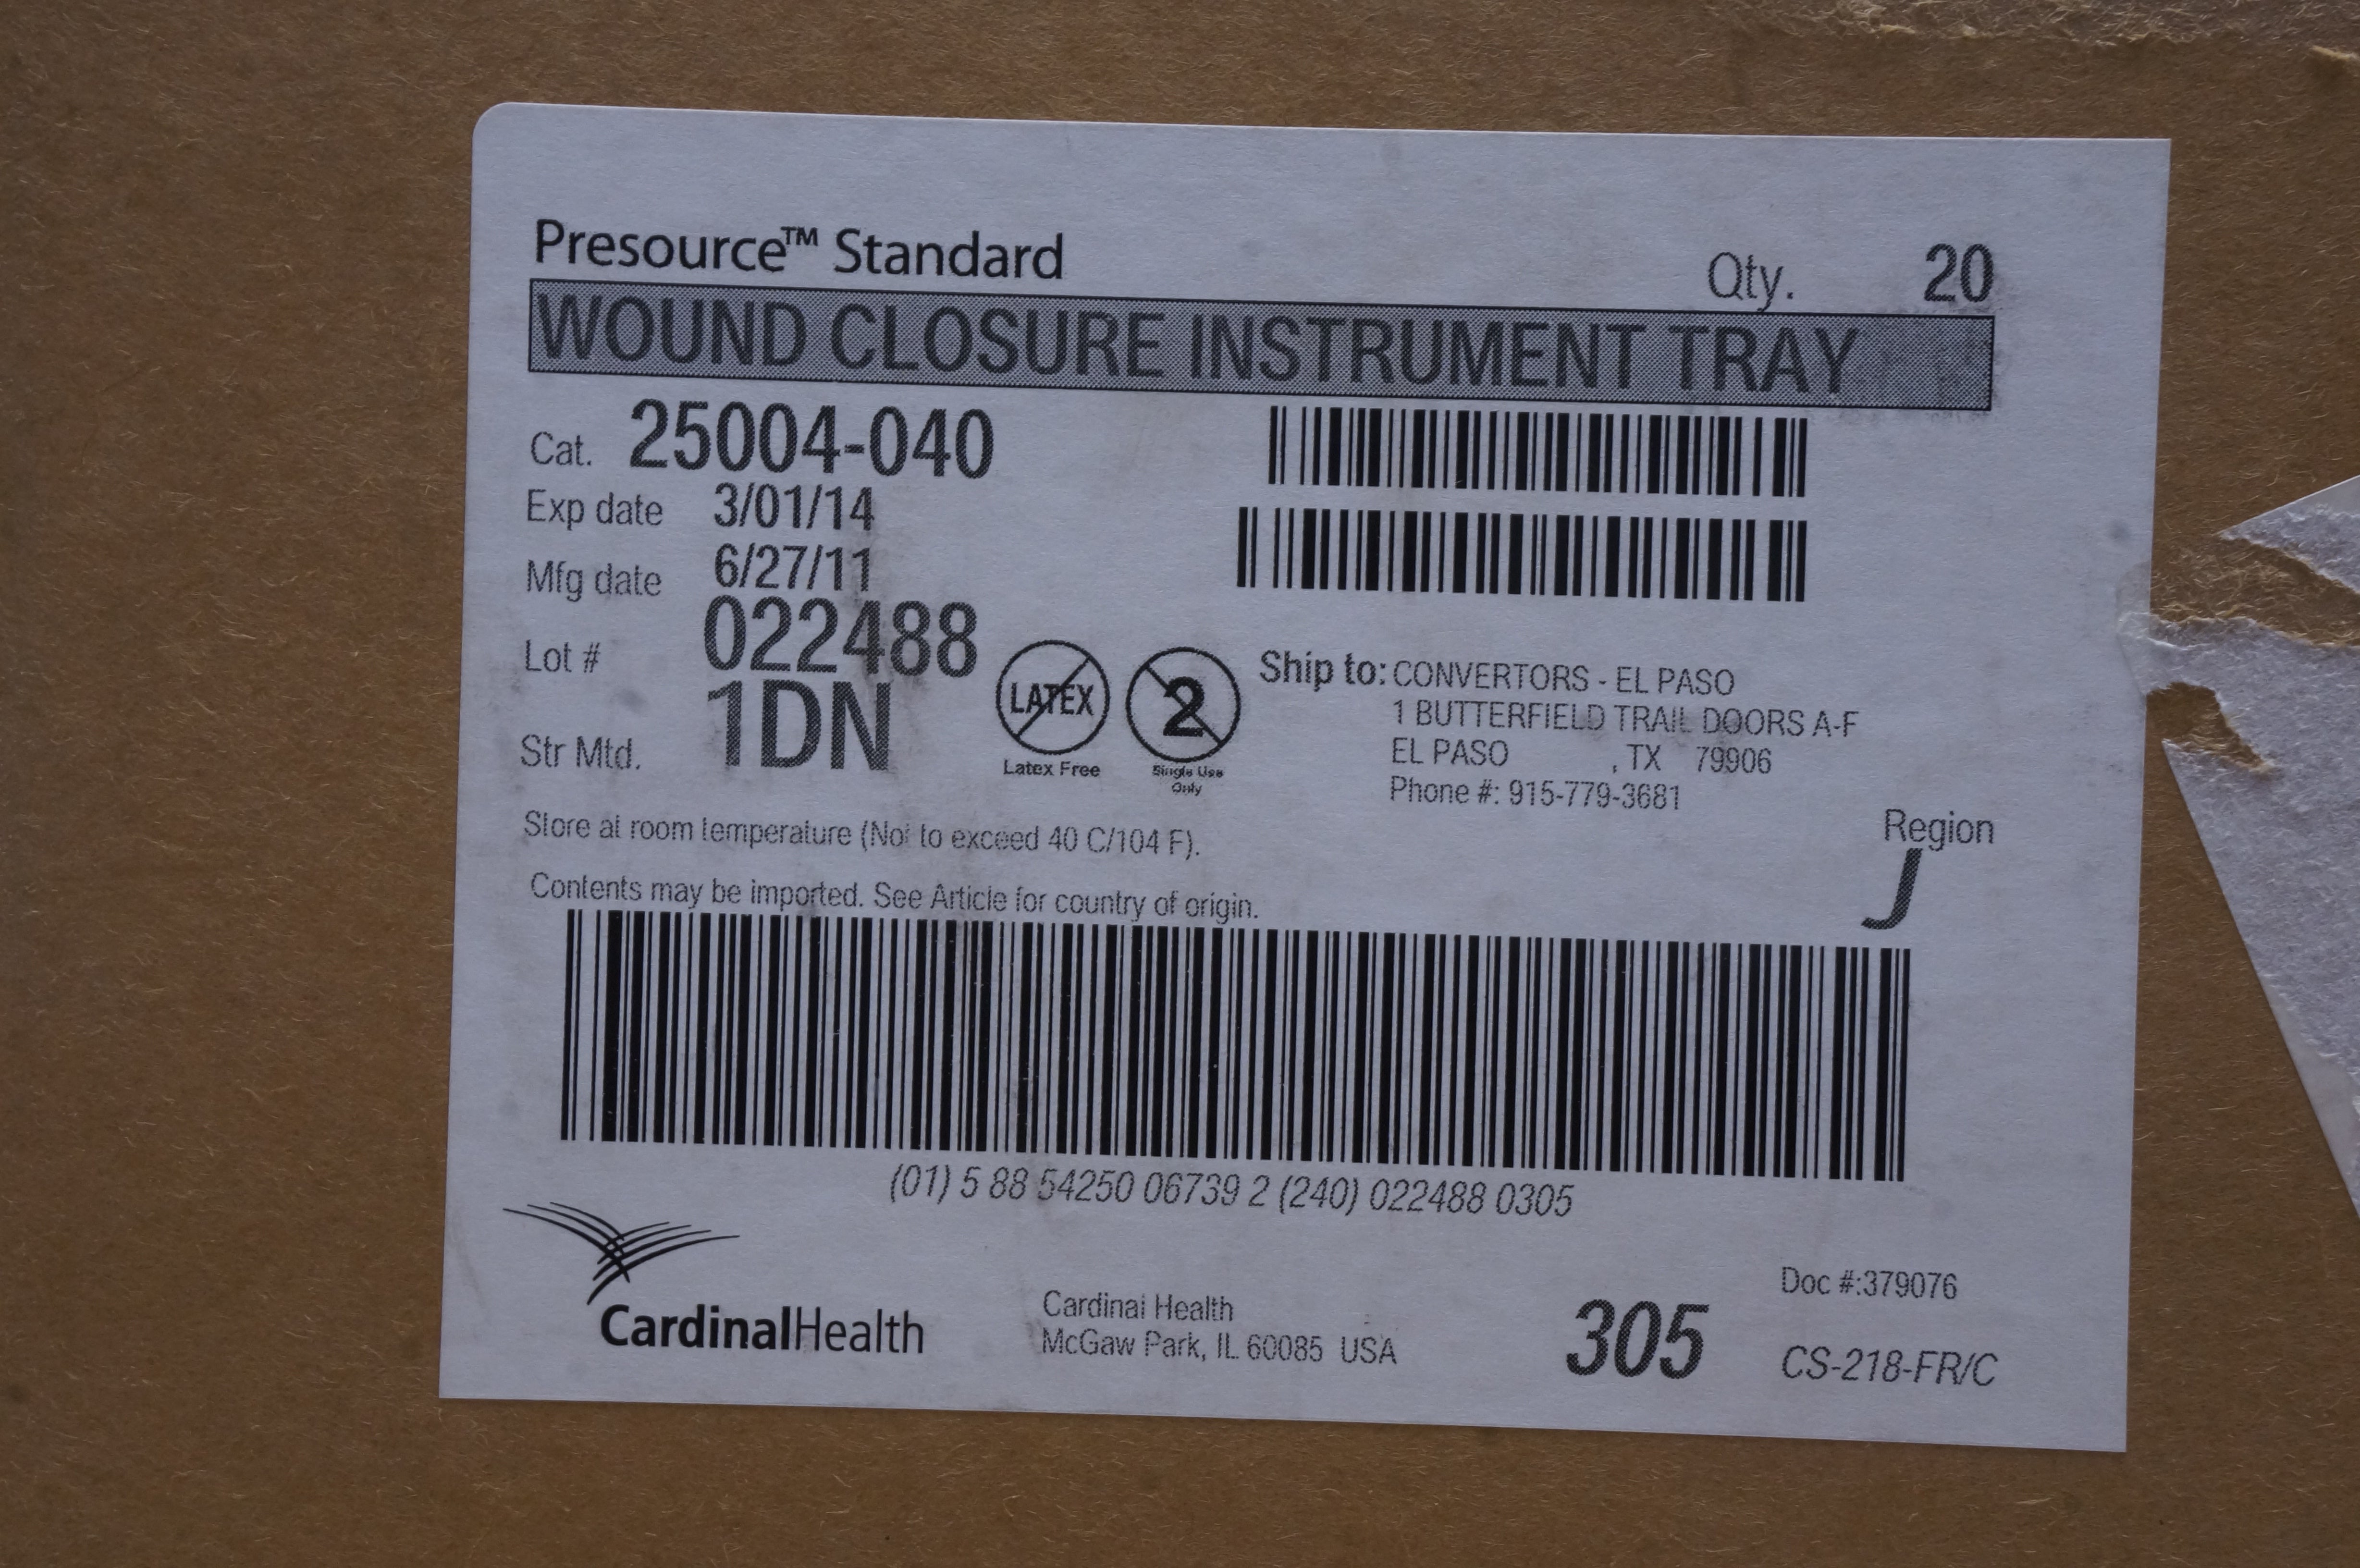 Presource™ Standard
Qty. 20
WOUND CLOSURE INSTRUMENT TRAY
Cat. 25004-040
Exp date 3/01/14
Mfg date 6/27/11
Lot # 022488
Str Mtd. 1DN
LATEX
Latex Free
2
Single Use
Only
Ship to: CONVERTORS - EL PASO
1 BUTTERFIELD TRAIL DOORS A-F
EL PASO , TX 79906
Phone #: 915-779-3681
Store at room temperature (Not to exceed 40 C/104 F).
Region
J
Contents may be imported. See Article for country of origin.
(01) 5 88 54250 06739 2 (240) 022488 0305
CardinalHealth
Cardinal Health
McGaw Park, IL 60085 USA
305
Doc #:379076
CS-218-FR/C